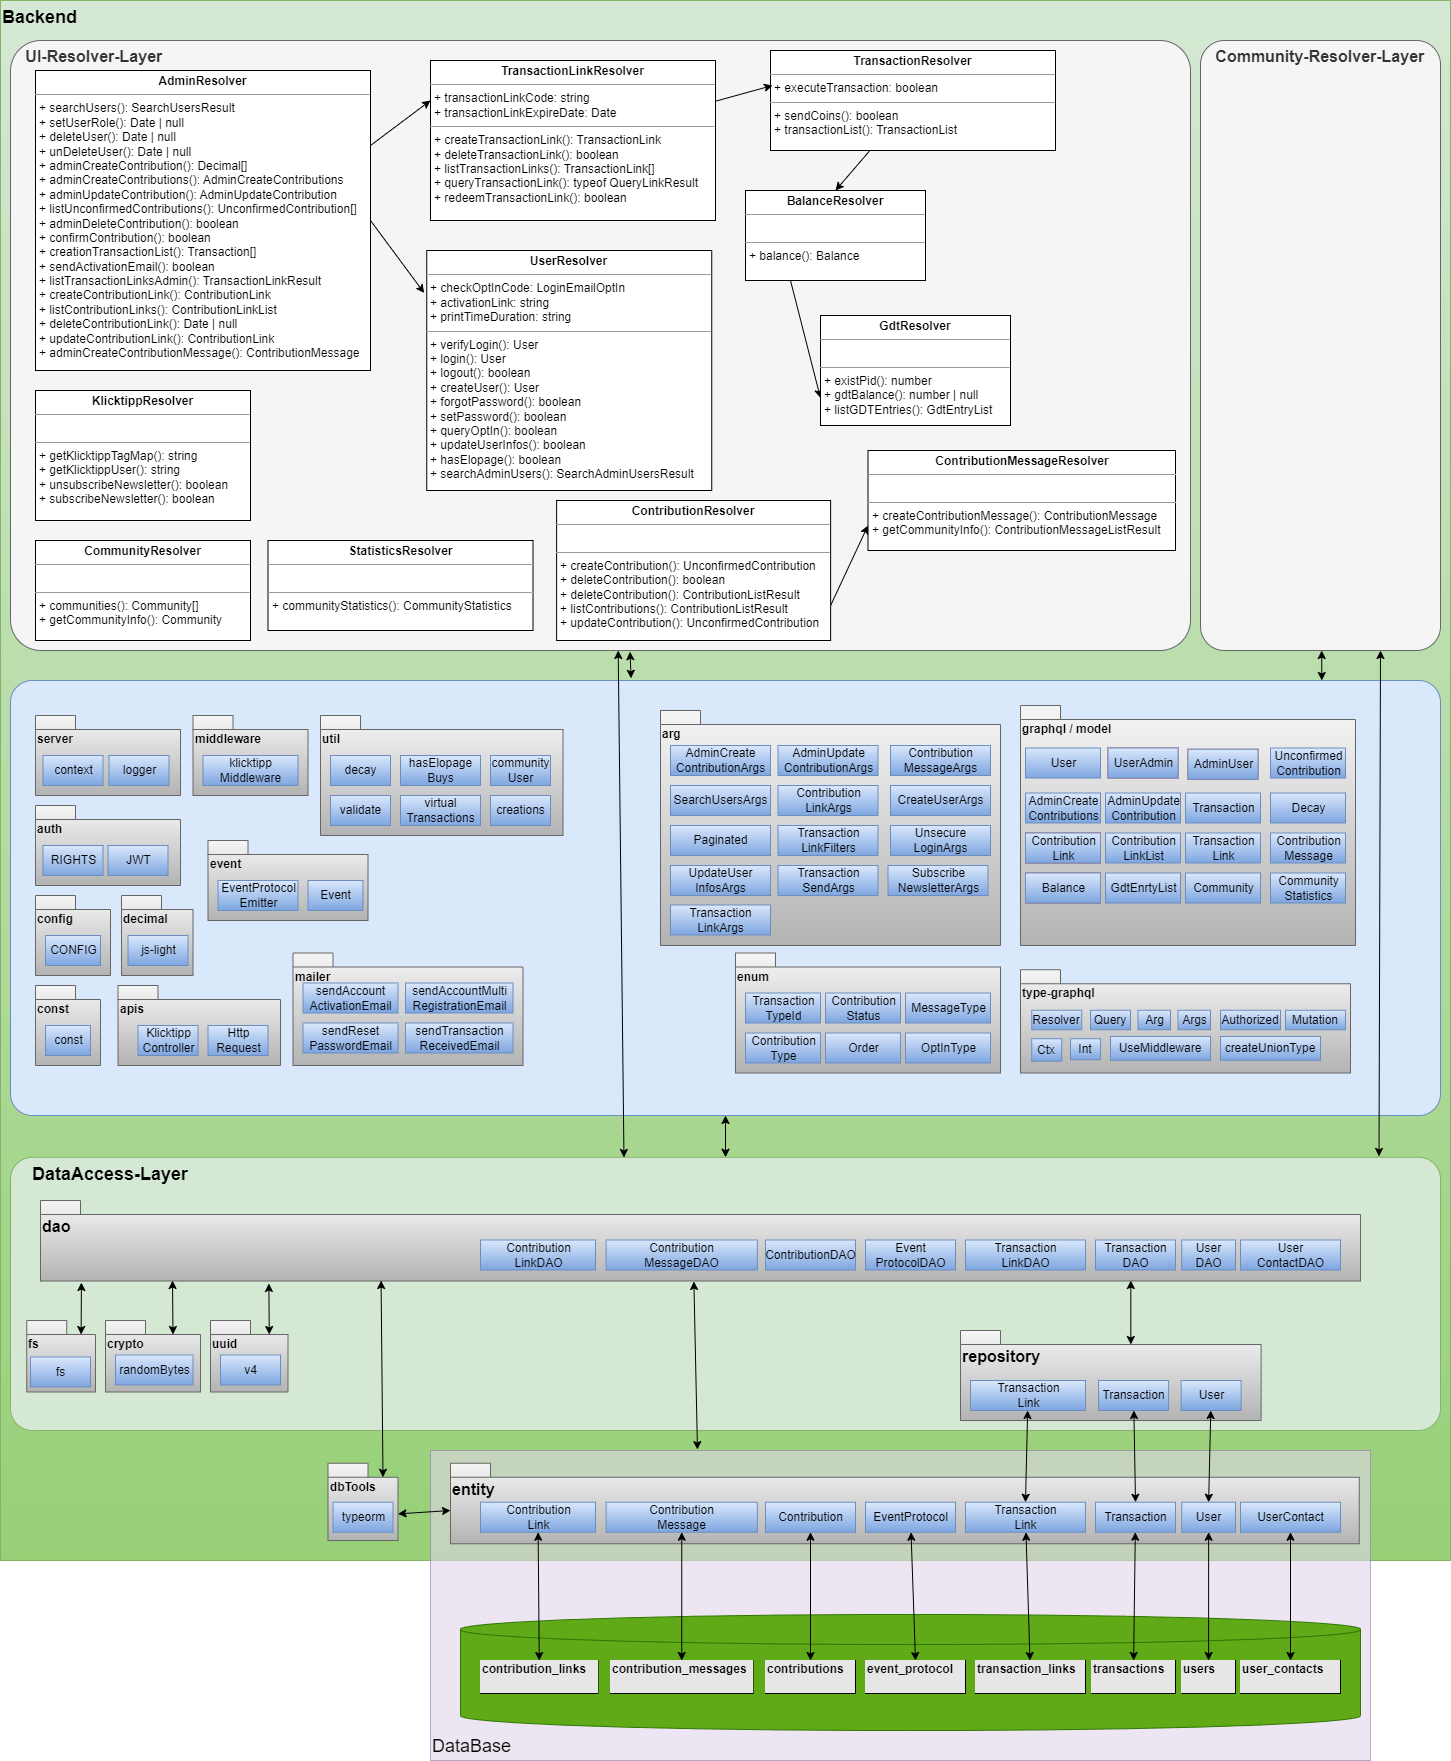 Backend
UI-Resolver-Layer
AdminResolver
+ searchUsers(): SearchUsersResult
+ setUserRole(): Date | null
+ deleteUser(): Date | null
+ unDeleteUser(): Date | null
+ adminCreateContribution(): Decimal[]
+ adminCreateContributions(): AdminCreateContributions
+ adminUpdateContribution(): AdminUpdateContribution
+ listUnconfirmedContributions(): UnconfirmedContribution[]
+ adminDeleteContribution(): boolean
+ confirmContribution(): boolean
+ creationTransactionList(): Transaction[]
+ sendActivationEmail(): boolean
+ listTransactionLinksAdmin(): TransactionLinkResult
+ createContributionLink(): ContributionLink
+ listContributionLinks(): ContributionLinkList
+ deleteContributionLink(): Date | null
+ updateContributionLink(): ContributionLink
+ adminCreateContributionMessage(): ContributionMessage
TransactionLinkResolver
+ transactionLinkCode: string
+ transactionLinkExpireDate: Date
+ createTransactionLink(): TransactionLink
+ deleteTransactionLink(): boolean
+ listTransactionLinks(): TransactionLink[]
+ queryTransactionLink(): typeof QueryLinkResult
+ redeemTransactionLink(): boolean
TransactionResolver
+ executeTransaction: boolean
+ sendCoins(): boolean
+ transactionList(): TransactionList
BalanceResolver
+ balance(): Balance
UserResolver
+ checkOptInCode: LoginEmailOptIn
+ activationLink: string
+ printTimeDuration: string
+ verifyLogin(): User
+ login(): User
+ logout(): boolean
+ createUser(): User
+ forgotPassword(): boolean
+ setPassword(): boolean
+ queryOptIn(): boolean
+ updateUserInfos(): boolean
+ hasElopage(): boolean
+ searchAdminUsers(): SearchAdminUsersResult
GdtResolver
+ existPid(): number
+ gdtBalance(): number | null
+ listGDTEntries(): GdtEntryList
KlicktippResolver
+ getKlicktippTagMap(): string
+ getKlicktippUser(): string
+ unsubscribeNewsletter(): boolean
+ subscribeNewsletter(): boolean
ContributionMessageResolver
+ createContributionMessage(): ContributionMessage
+ getCommunityInfo(): ContributionMessageListResult
ContributionResolver
+ createContribution(): UnconfirmedContribution
+ deleteContribution(): boolean
+ deleteContribution(): ContributionListResult
+ listContributions(): ContributionListResult
+ updateContribution(): UnconfirmedContribution
CommunityResolver
+ communities(): Community[]
+ getCommunityInfo(): Community
StatisticsResolver
+ communityStatistics(): CommunityStatistics
Community-Resolver-Layer
server
context
logger
middleware
klicktipp
Middleware
util
decay
hasElopage
Buys
community
User
validate
virtual
Transactions
creations
auth
RIGHTS
JWT
event
EventProtocol
Emitter
Event
config
CONFIG
decimal
js-light
const
const
apis
Klicktipp
Controller
Http
Request
mailer
sendAccount
ActivationEmail
sendAccountMulti
RegistrationEmail
sendReset
PasswordEmail
sendTransaction
ReceivedEmail
arg
AdminCreate
ContributionArgs
AdminUpdate
ContributionArgs
Contribution
MessageArgs
SearchUsersArgs
Contribution
LinkArgs
CreateUserArgs
Paginated
Transaction
LinkFilters
Unsecure
LoginArgs
UpdateUser
InfosArgs
Transaction
SendArgs
Subscribe
NewsletterArgs
Transaction
LinkArgs
graphql / model
User
UserAdmin
AdminUser
Unconfirmed
Contribution
AdminCreate
Contributions
AdminUpdate
Contribution
Transaction
Decay
Contribution
Link
Contribution
LinkList
Transaction
Link
Contribution
Message
Balance
GdtEnrtyList
Community
Community
Statistics
enum
Transaction
TypeId
Contribution
Status
MessageType
Contribution
Type
Order
OptInType
type-graphql
Resolver
Query
Arg
Args
Authorized
Mutation
Ctx
Int
UseMiddleware
createUnionType
DataAccess-Layer
dao
Contribution
LinkDAO
Contribution
MessageDAO
ContributionDAO
Event
ProtocolDAO
Transaction
LinkDAO
Transaction
DAO
User
DAO
User
ContactDAO
fs
fs
crypto
randomBytes
uuid
v4
repository
Transaction
Link
Transaction
User
dbTools
typeorm
entity
Contribution
Link
Contribution
Message
Contribution
EventProtocol
Transaction
Link
Transaction
User
UserContact
contribution_links
contribution_messages
contributions
event_protocol
transaction_links
transactions
users
user_contacts
DataBase